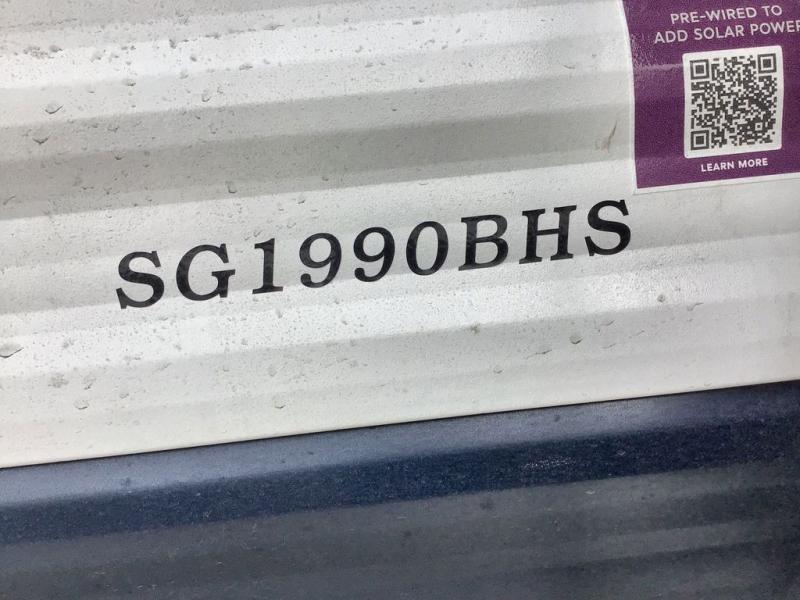 PRE-WIRED TO
ADD SOLAR POWER
LEARN MORE
SG1990BHS